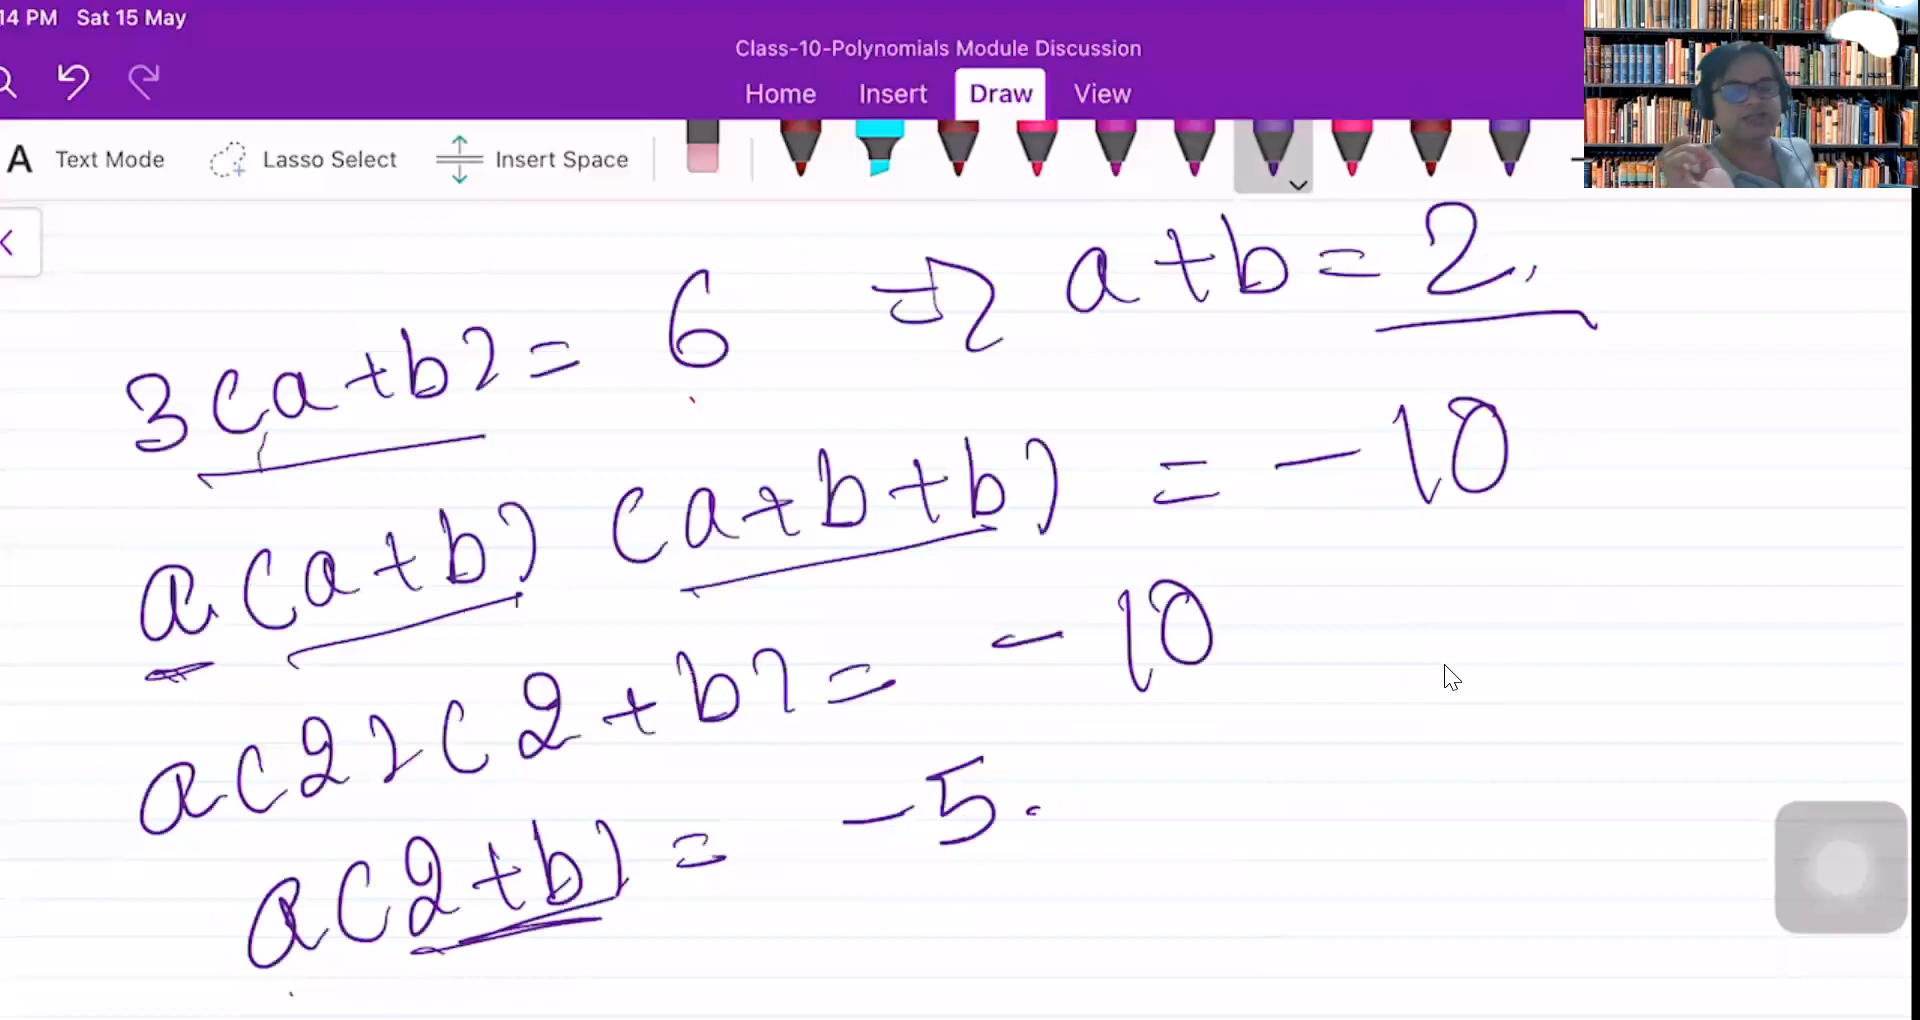 14 PM Sat 15 May
Class-10-Polynomials Module Discussion
Home Insert Draw View
A Text Mode Lasso Select Insert Space
3(a+b) = 6 ⇒ a+b = 2,
a(a+b) (a+b+b) = -10
a(2)(2+b) = -10
a(2+b) = -5.